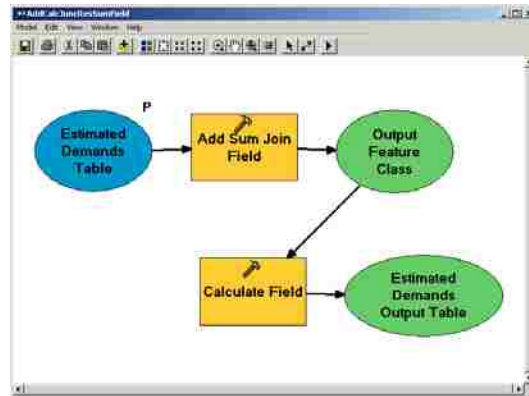 AddCalcJunctResSumField
Model Edit View Window Help
P
Estimated
Demands
Table
Add Sum Join
Field
Output
Feature
Class
Calculate Field
Estimated
Demands
Output Table